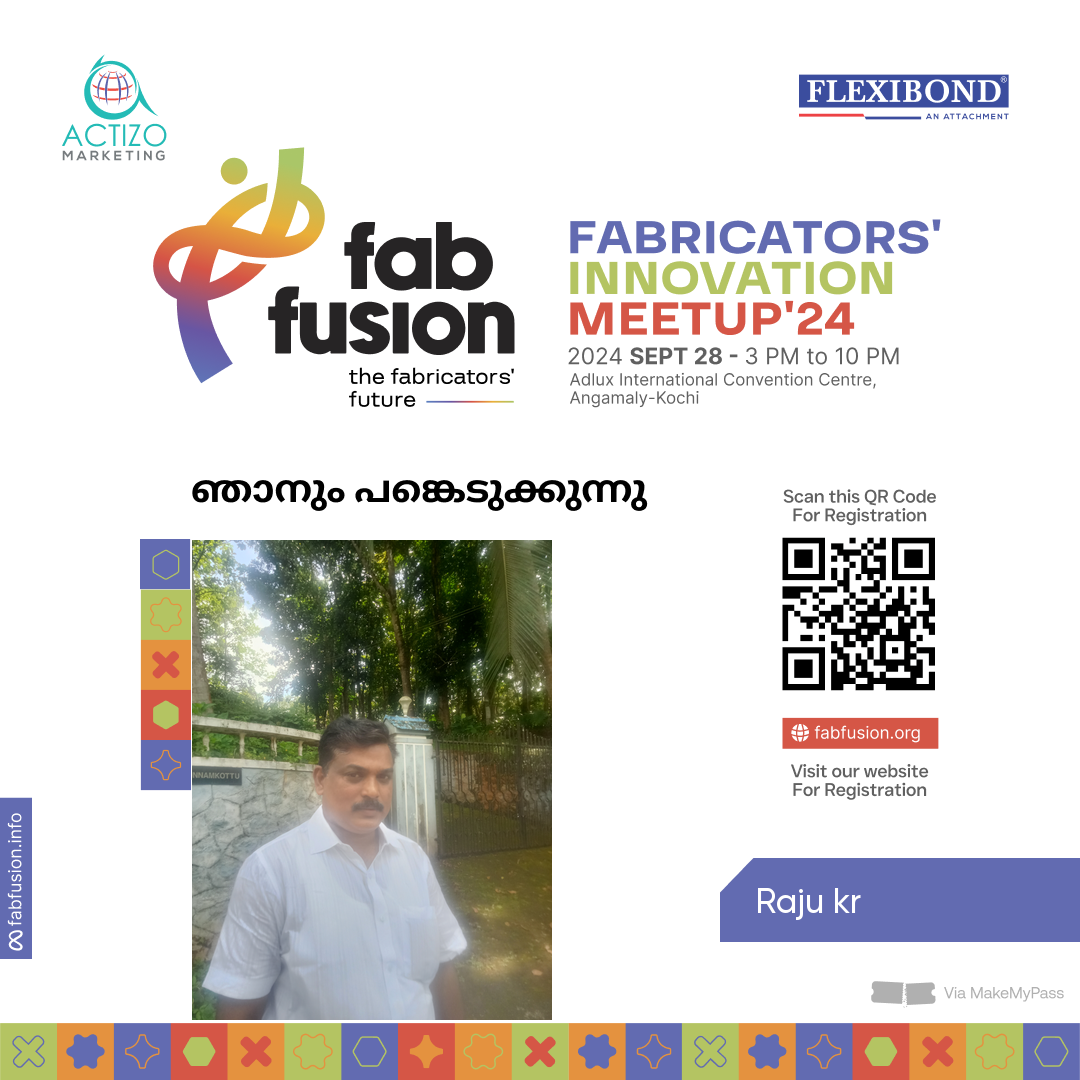 ACTIZO
MARKETING
FLEXIBOND®
AN ATTACHMENT
fab
fusion
the fabricators'
future
FABRICATORS'
INNOVATION
MEETUP'24
2024 SEPT 28 - 3 PM to 10 PM
Adlux International Convention Centre,
Angamaly-Kochi
ഞാനും പങ്കെടുക്കുന്നു
Scan this QR Code
For Registration
fabfusion.org
Visit our website
For Registration
NNAMKOTTU
fabfusion.info
Raju kr
Via MakeMyPass